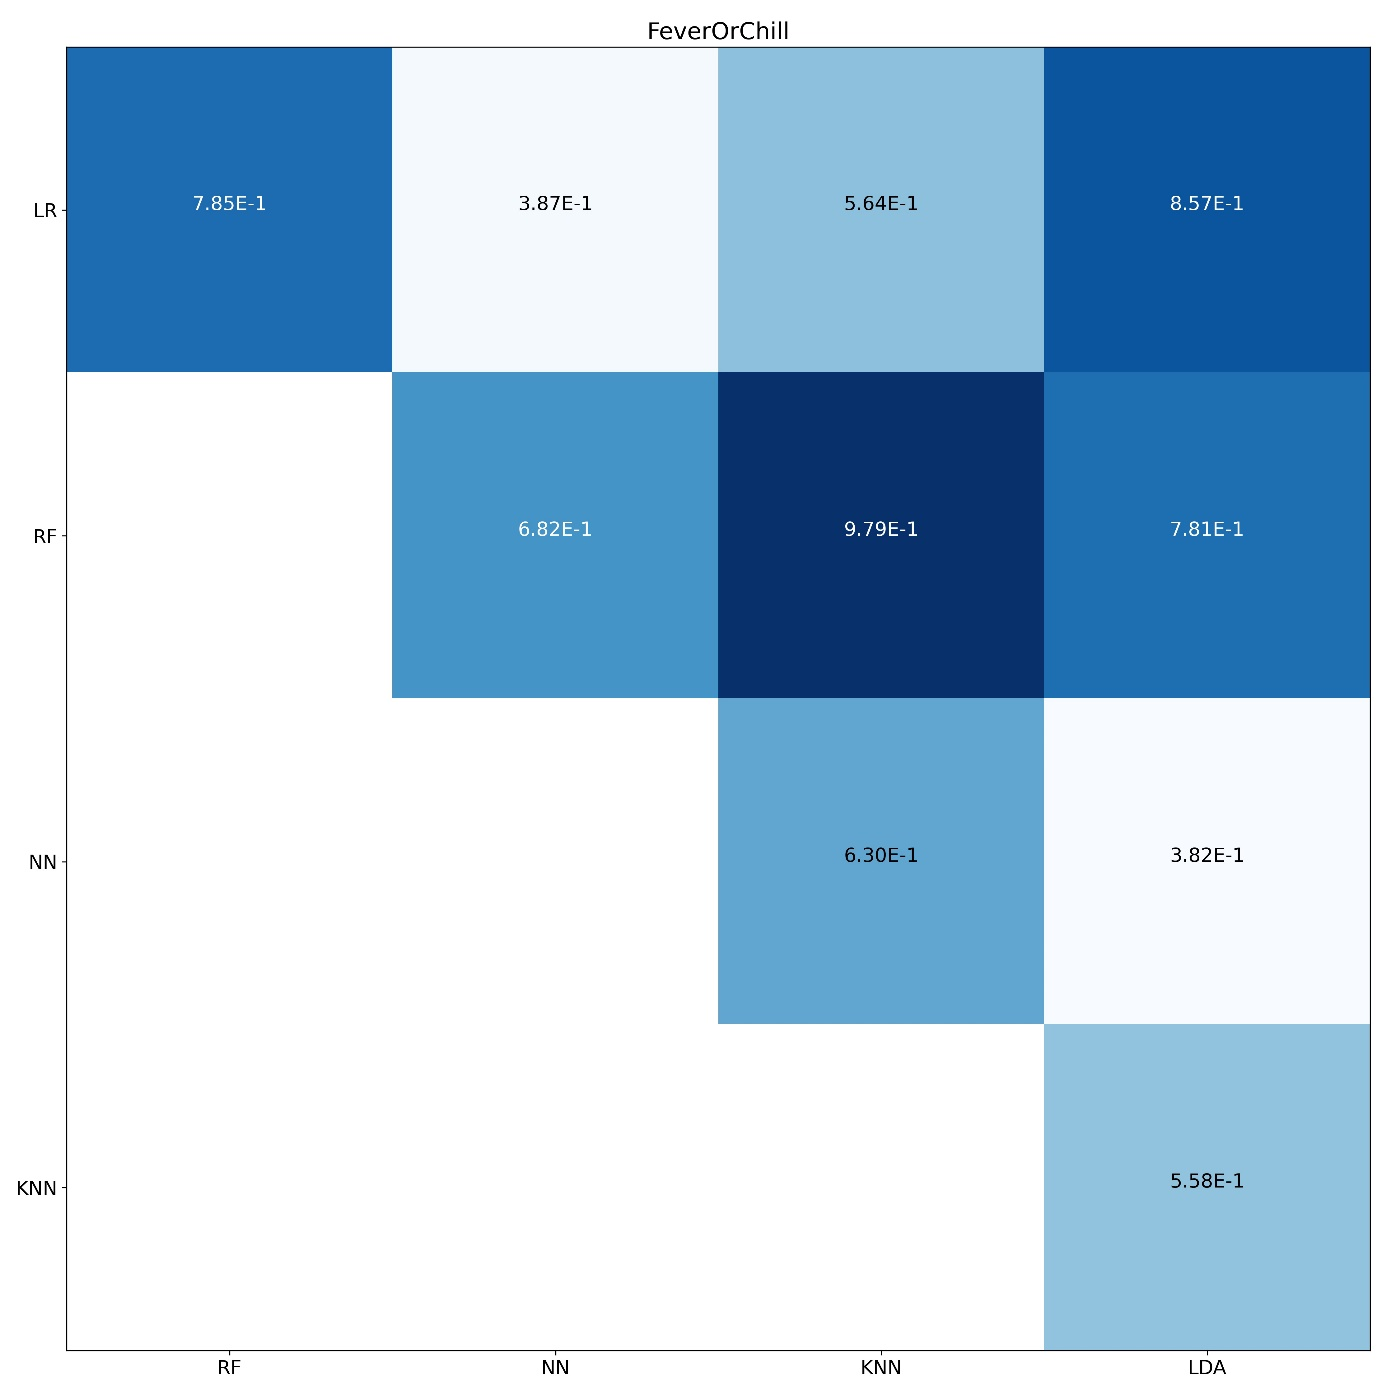 FeverOrChill
LR 7.85E-1 3.87E-1 5.64E-1 8.57E-1
RF 6.82E-1 9.79E-1 7.81E-1
NN 6.30E-1 3.82E-1
KNN 5.58E-1
RF NN KNN LDA